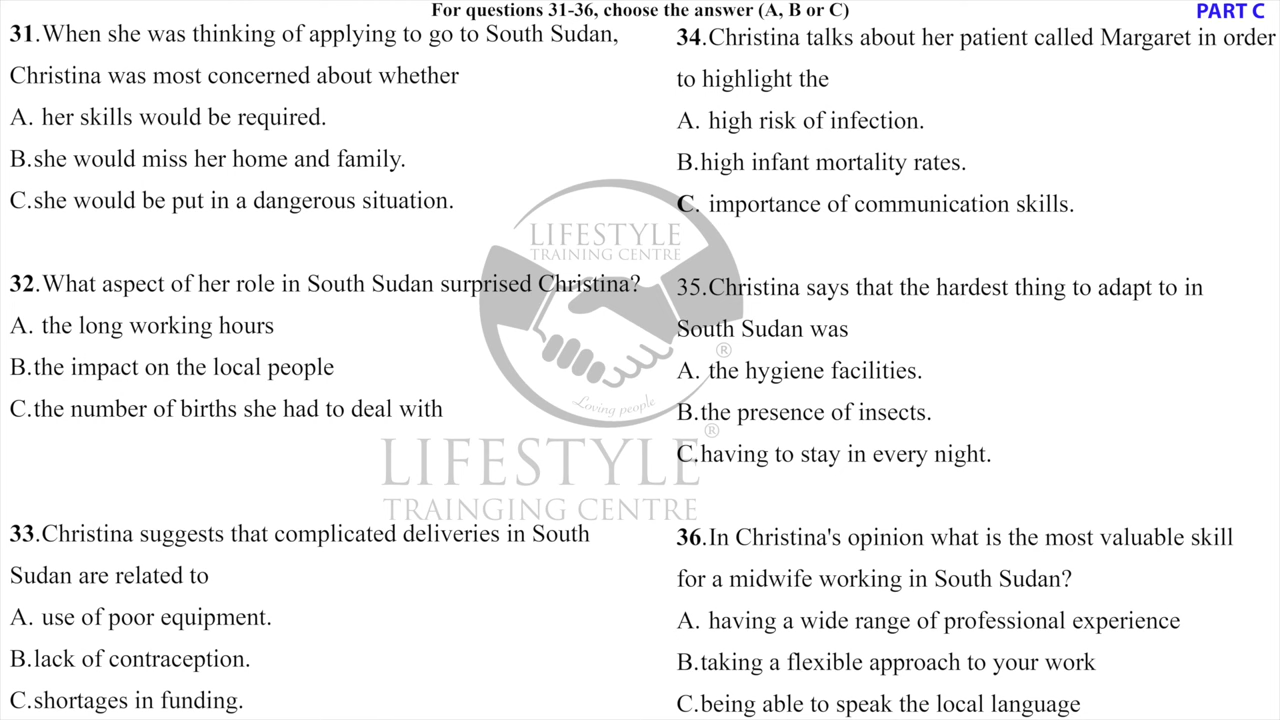 For questions 31-36, choose the answer (A, B or C)
PART C
31.When she was thinking of applying to go to South Sudan,
Christina was most concerned about whether
A. her skills would be required.
B.she would miss her home and family.
C.she would be put in a dangerous situation.
32.What aspect of her role in South Sudan surprised Christina?
A. the long working hours
B.the impact on the local people
C.the number of births she had to deal with
33.Christina suggests that complicated deliveries in South
Sudan are related to
A. use of poor equipment.
B.lack of contraception.
C.shortages in funding.
34.Christina talks about her patient called Margaret in order
to highlight the
A. high risk of infection.
B.high infant mortality rates.
C. importance of communication skills.
35.Christina says that the hardest thing to adapt to in
South Sudan was
A. the hygiene facilities.
B.the presence of insects.
C.having to stay in every night.
36.In Christina's opinion what is the most valuable skill
for a midwife working in South Sudan?
A. having a wide range of professional experience
B.taking a flexible approach to your work
C.being able to speak the local language
LIFESTYLE
TRAINING CENTRE
®
Loving people
LIFESTYLE®
TRAINGING CENTRE